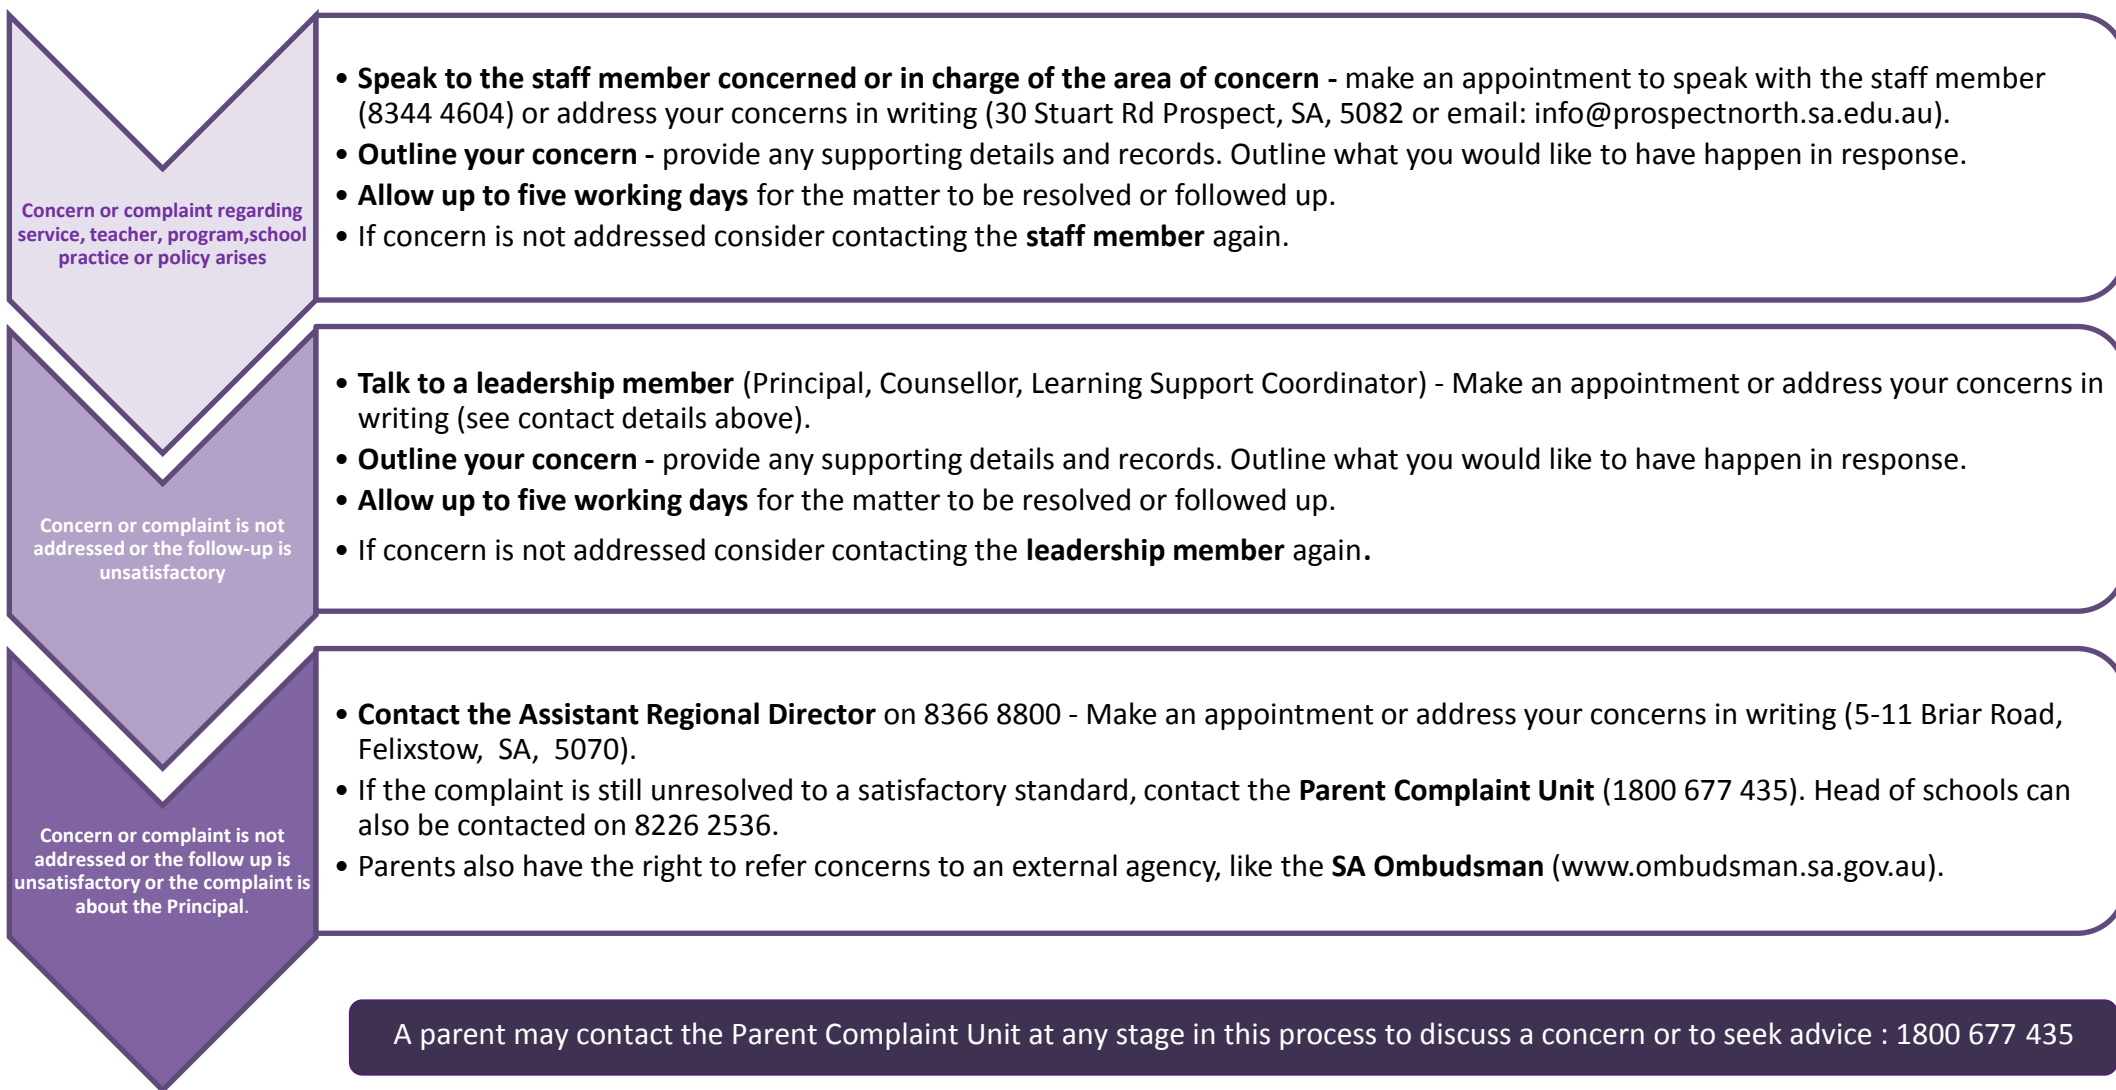 Concern or complaint regarding
service, teacher, program,school
practice or policy arises
• Speak to the staff member concerned or in charge of the area of concern - make an appointment to speak with the staff member
(8344 4604) or address your concerns in writing (30 Stuart Rd Prospect, SA, 5082 or email: info@prospectnorth.sa.edu.au).
• Outline your concern - provide any supporting details and records. Outline what you would like to have happen in response.
• Allow up to five working days for the matter to be resolved or followed up.
• If concern is not addressed consider contacting the staff member again.
Concern or complaint is not
addressed or the follow-up is
unsatisfactory
• Talk to a leadership member (Principal, Counsellor, Learning Support Coordinator) - Make an appointment or address your concerns in
writing (see contact details above).
• Outline your concern - provide any supporting details and records. Outline what you would like to have happen in response.
• Allow up to five working days for the matter to be resolved or followed up.
• If concern is not addressed consider contacting the leadership member again.
Concern or complaint is not
addressed or the follow up is
unsatisfactory or the complaint is
about the Principal.
• Contact the Assistant Regional Director on 8366 8800 - Make an appointment or address your concerns in writing (5-11 Briar Road,
Felixstow, SA, 5070).
• If the complaint is still unresolved to a satisfactory standard, contact the Parent Complaint Unit (1800 677 435). Head of schools can
also be contacted on 8226 2536.
• Parents also have the right to refer concerns to an external agency, like the SA Ombudsman (www.ombudsman.sa.gov.au).
A parent may contact the Parent Complaint Unit at any stage in this process to discuss a concern or to seek advice : 1800 677 435